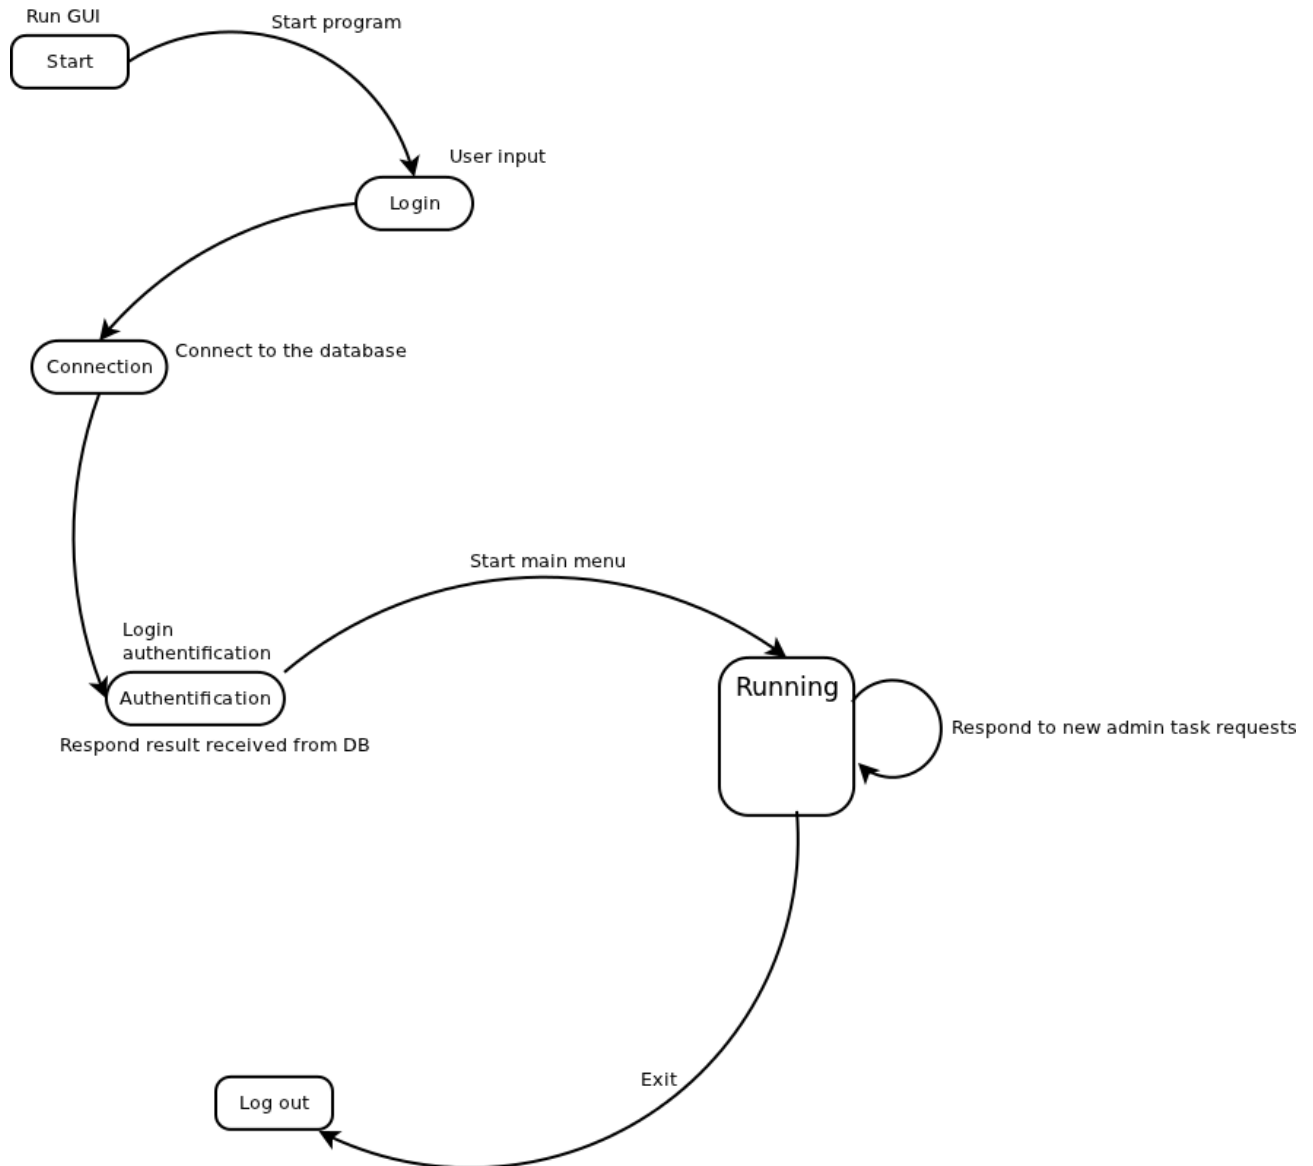 Run GUI
Start program
Start
User input
Login
Connect to the database
Connection
Start main menu
Login
authentification
Running
Authentification
Respond to new admin task requests
Respond result received from DB
Exit
Log out